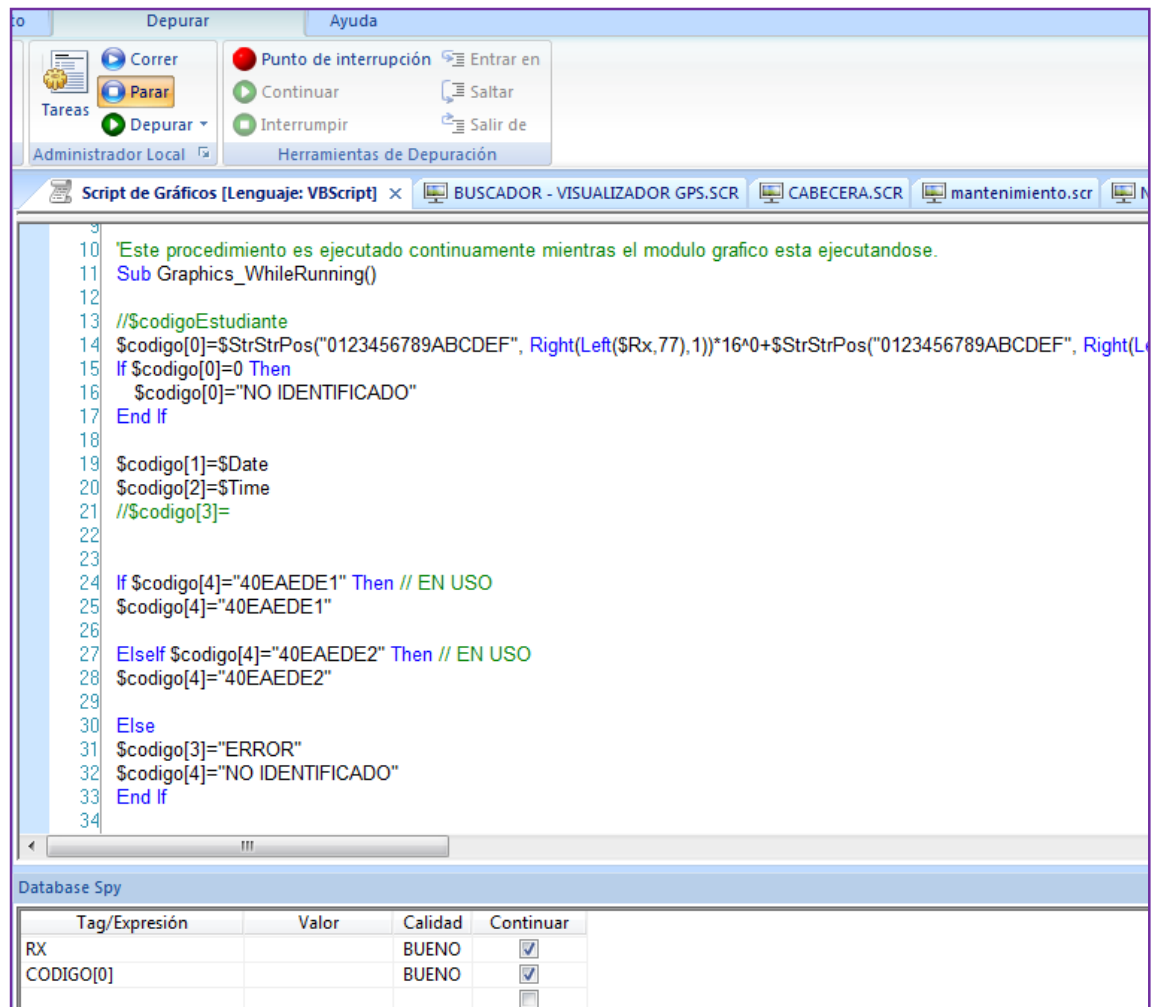 to Depurar Ayuda
Correr Punto de interrupción Entrar en
Parar Continuar Saltar
Tareas
Depurar Interrumpir Salir de
Administrador Local Herramientas de Depuración
Script de Gráficos [Lenguaje: VBScript] BUSCADOR - VISUALIZADOR GPS.SCR CABECERA.SCR mantenimiento.scr N
9
10 'Este procedimiento es ejecutado continuamente mientras el modulo grafico esta ejecutandose.
11 Sub Graphics_WhileRunning()
12
13 //$codigoEstudiante
14 $codigo[0]=$StrStrPos("0123456789ABCDEF", Right(Left($Rx,77),1))*16^0+$StrStrPos("0123456789ABCDEF", Right(Le
15 If $codigo[0]=0 Then
16 $codigo[0]="NO IDENTIFICADO"
17 End If
18
19 $codigo[1]=$Date
20 $codigo[2]=$Time
21 //$codigo[3]=
22
23
24 If $codigo[4]="40EAEDE1" Then // EN USO
25 $codigo[4]="40EAEDE1"
26
27 ElseIf $codigo[4]="40EAEDE2" Then // EN USO
28 $codigo[4]="40EAEDE2"
29
30 Else
31 $codigo[3]="ERROR"
32 $codigo[4]="NO IDENTIFICADO"
33 End If
34
Database Spy
Tag/Expresión Valor Calidad Continuar
RX BUENO
CODIGO[0] BUENO